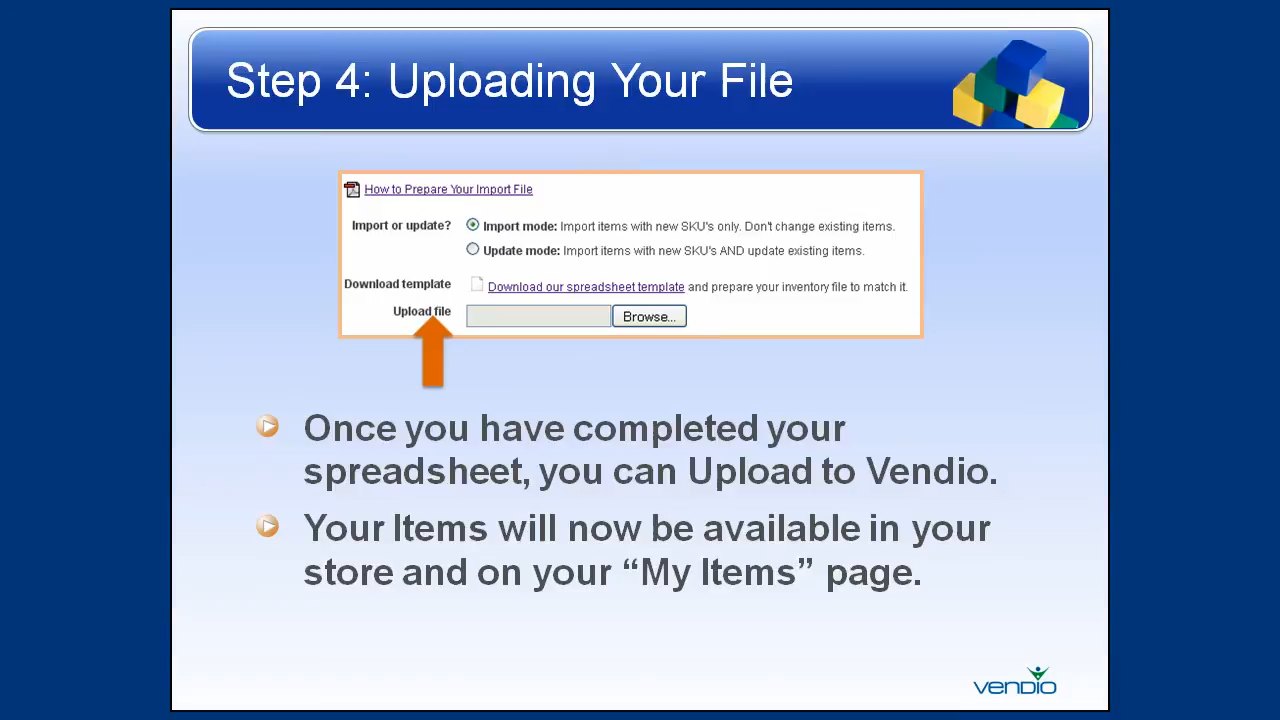 Step 4: Uploading Your File
How to Prepare Your Import File
Import or update? Import mode: Import items with new SKU's only. Don't change existing items.
Update mode: Import items with new SKU's AND update existing items.
Download template Download our spreadsheet template and prepare your inventory file to match it.
Upload file Browse...
Once you have completed your
spreadsheet, you can Upload to Vendio.
Your Items will now be available in your
store and on your “My Items” page.
vendio